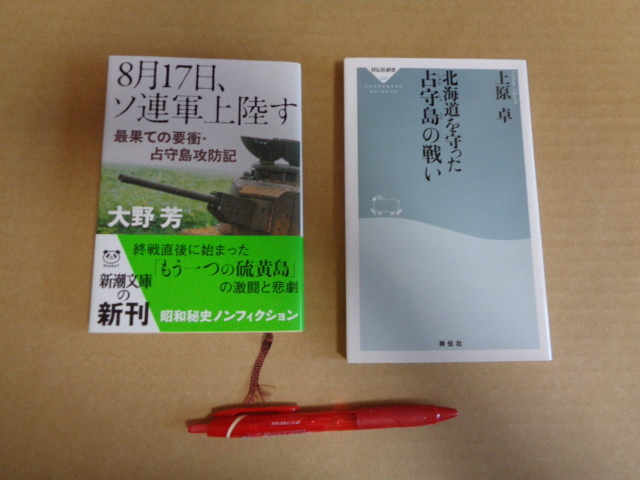 8月17日、
ソ連軍上陸す
最果ての要衝・
占守島攻防記
大野 芳
終戦直後に始まった
「もう一つの硫黄島」
の激闘と悲劇
新潮文庫
の
新刊
昭和秘史ノンフィクション
祥伝社新書
上原 卓
北海道を守った
占守島の戦い
祥伝社